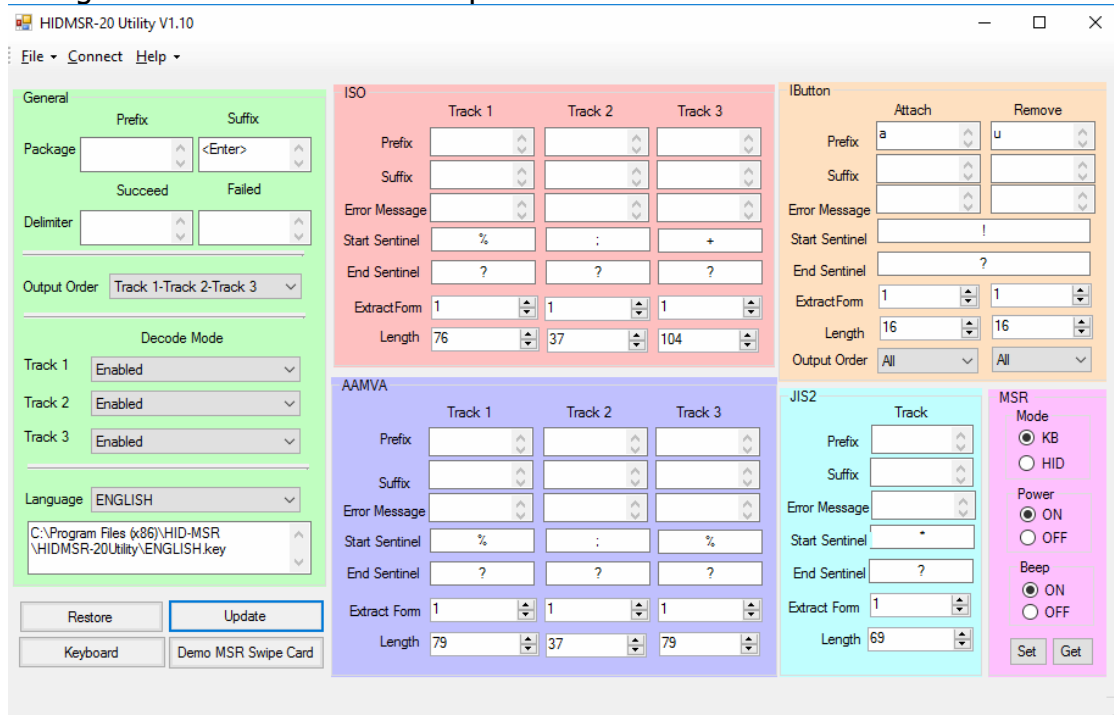 HIDMSR-20 Utility V1.10
File Connect Help
General
Prefix Suffix
Package <Enter>
Succeed Failed
Delimiter
Output Order Track 1-Track 2-Track 3
Decode Mode
Track 1 Enabled
Track 2 Enabled
Track 3 Enabled
Language ENGLISH
C:\Program Files (x86)\HID-MSR
\HIDMSR-20Utility\ENGLISH.key
Restore Update
Keyboard Demo MSR Swipe Card
ISO
Track 1 Track 2 Track 3
Prefix
Suffix
Error Message
Start Sentinel % ; +
End Sentinel ? ? ?
ExtractForm 1 1 1
Length 76 37 104
AAMVA
Track 1 Track 2 Track 3
Prefix
Suffix
Error Message
Start Sentinel % ; %
End Sentinel ? ? ?
Extract Form 1 1 1
Length 79 37 79
IButton
Attach Remove
Prefix a u
Suffix
Error Message
Start Sentinel !
End Sentinel ?
ExtractForm 1 1
Length 16 16
Output Order All All
JIS2
Track
Prefix
Suffix
Error Message
Start Sentinel *
End Sentinel ?
Extract Form 1
Length 69
MSR
Mode
KB
HID
Power
ON
OFF
Beep
ON
OFF
Set Get